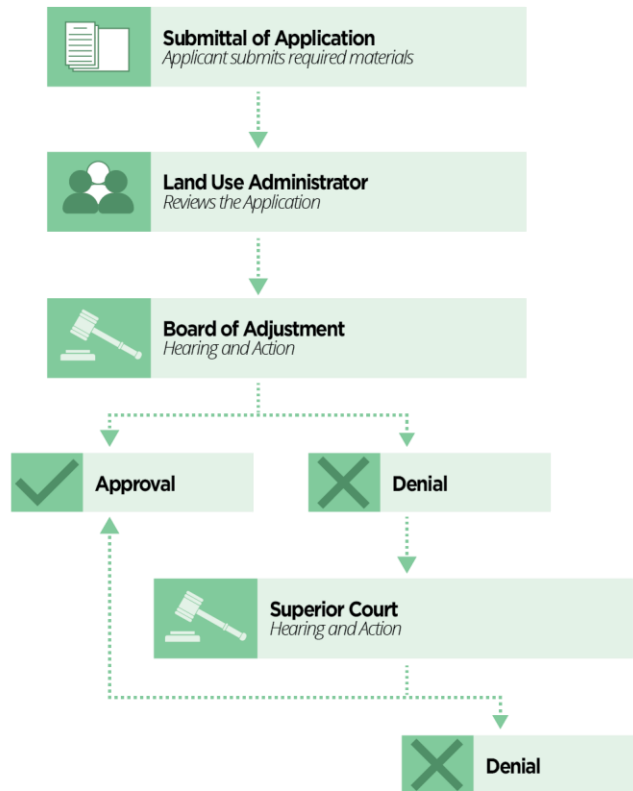 Submittal of Application
Applicant submits required materials
Land Use Administrator
Reviews the Application
Board of Adjustment
Hearing and Action
Approval
Denial
Superior Court
Hearing and Action
Denial